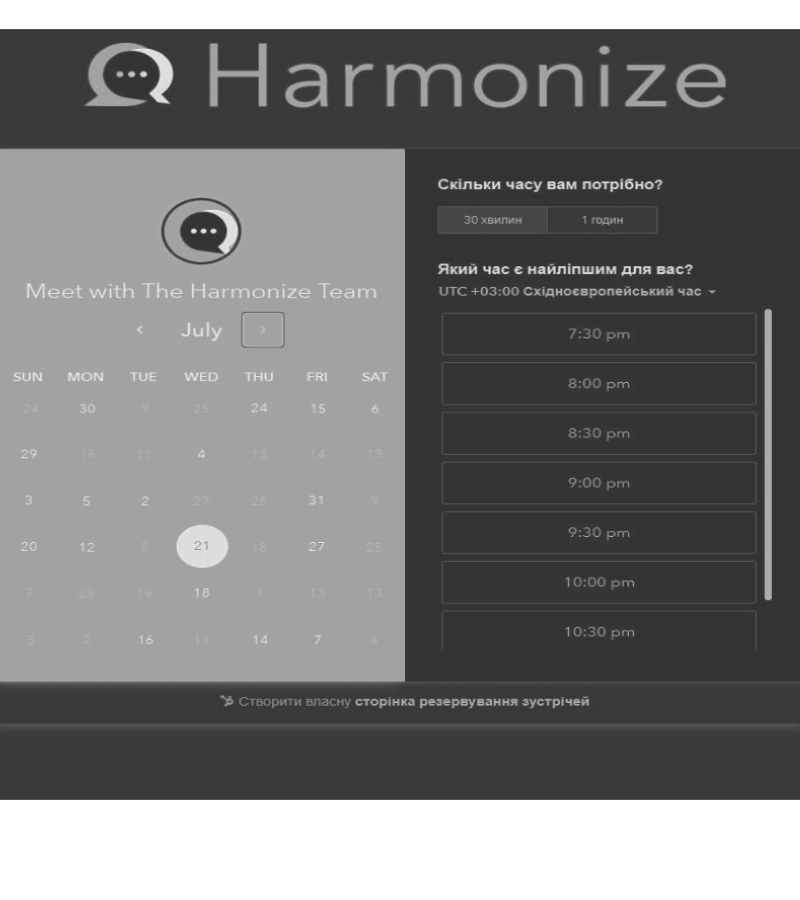 Harmonize
Meet with The Harmonize Team
< July >
SUN MON TUE WED THU FRI SAT
24 30 9 25 24 15 6
29 16 11 4 13 14 13
3 5 2 27 25 31 9
20 12 8 21 18 27 25
7 28 19 18 1 13 13
3 2 16 11 14 7 4
Скільки часу вам потрібно?
30 хвилин 1 годин
Який час є найліпшим для вас?
UTC +03:00 Східноєвропейський час
7:30 pm
8:00 pm
8:30 pm
9:00 pm
9:30 pm
10:00 pm
10:30 pm
Створити власну сторінка резервування зустрічей